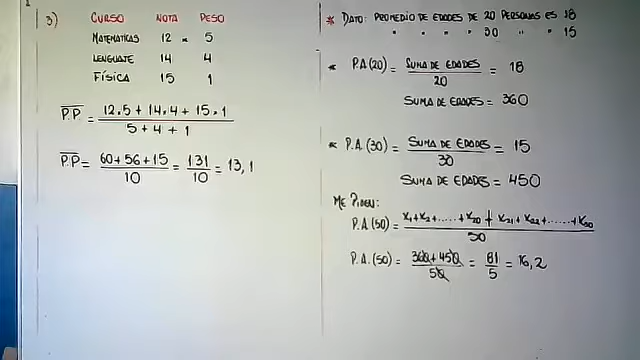 3) CURSO NOTA PESO
MATEMATICAS 12 × 5
LENGUAJE 14 4
FÍSICA 15 1
P.P = 12.5 + 14.4 + 15.1 / 5 + 4 + 1
P.P = 60+56+15 / 10 = 131 / 10 = 13,1
* DATO: PROMEDIO DE EDADES DE 20 PERSONAS ES 18
" " " " 30 " " 15
* P.A(20) = SUMA DE EDADES / 20 = 18
SUMA DE EDADES = 360
* P.A.(30) = SUMA DE EDADES / 30 = 15
SUMA DE EDADES = 450
ME PIDEN:
P.A(50) = X1+X2+.....+X20 + X21+X22+.....+X50 / 50
P.A.(50) = 360+450 / 50 = 81 / 5 = 16,2